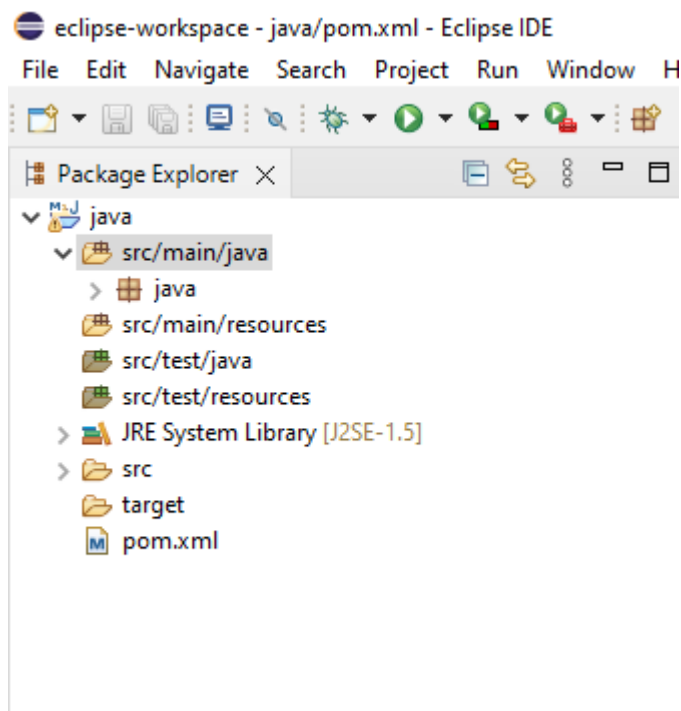 eclipse-workspace - java/pom.xml - Eclipse IDE
File Edit Navigate Search Project Run Window H
Package Explorer
java
src/main/java
java
src/main/resources
src/test/java
src/test/resources
JRE System Library [J2SE-1.5]
src
target
pom.xml